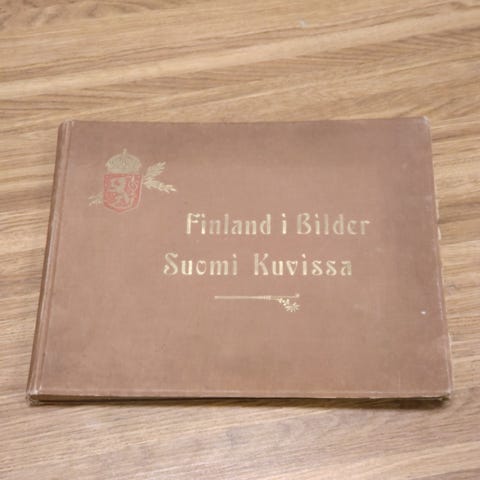 Finland i Bilder
Suomi Kuvissa